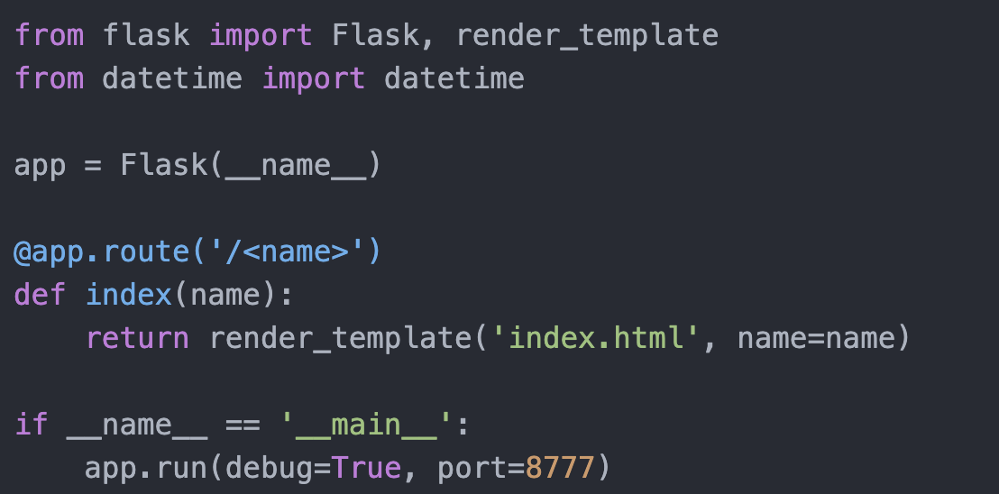 from flask import Flask, render_template
from datetime import datetime

app = Flask(__name__)

@app.route('/<name>')
def index(name):
    return render_template('index.html', name=name)

if __name__ == '__main__':
    app.run(debug=True, port=8777)